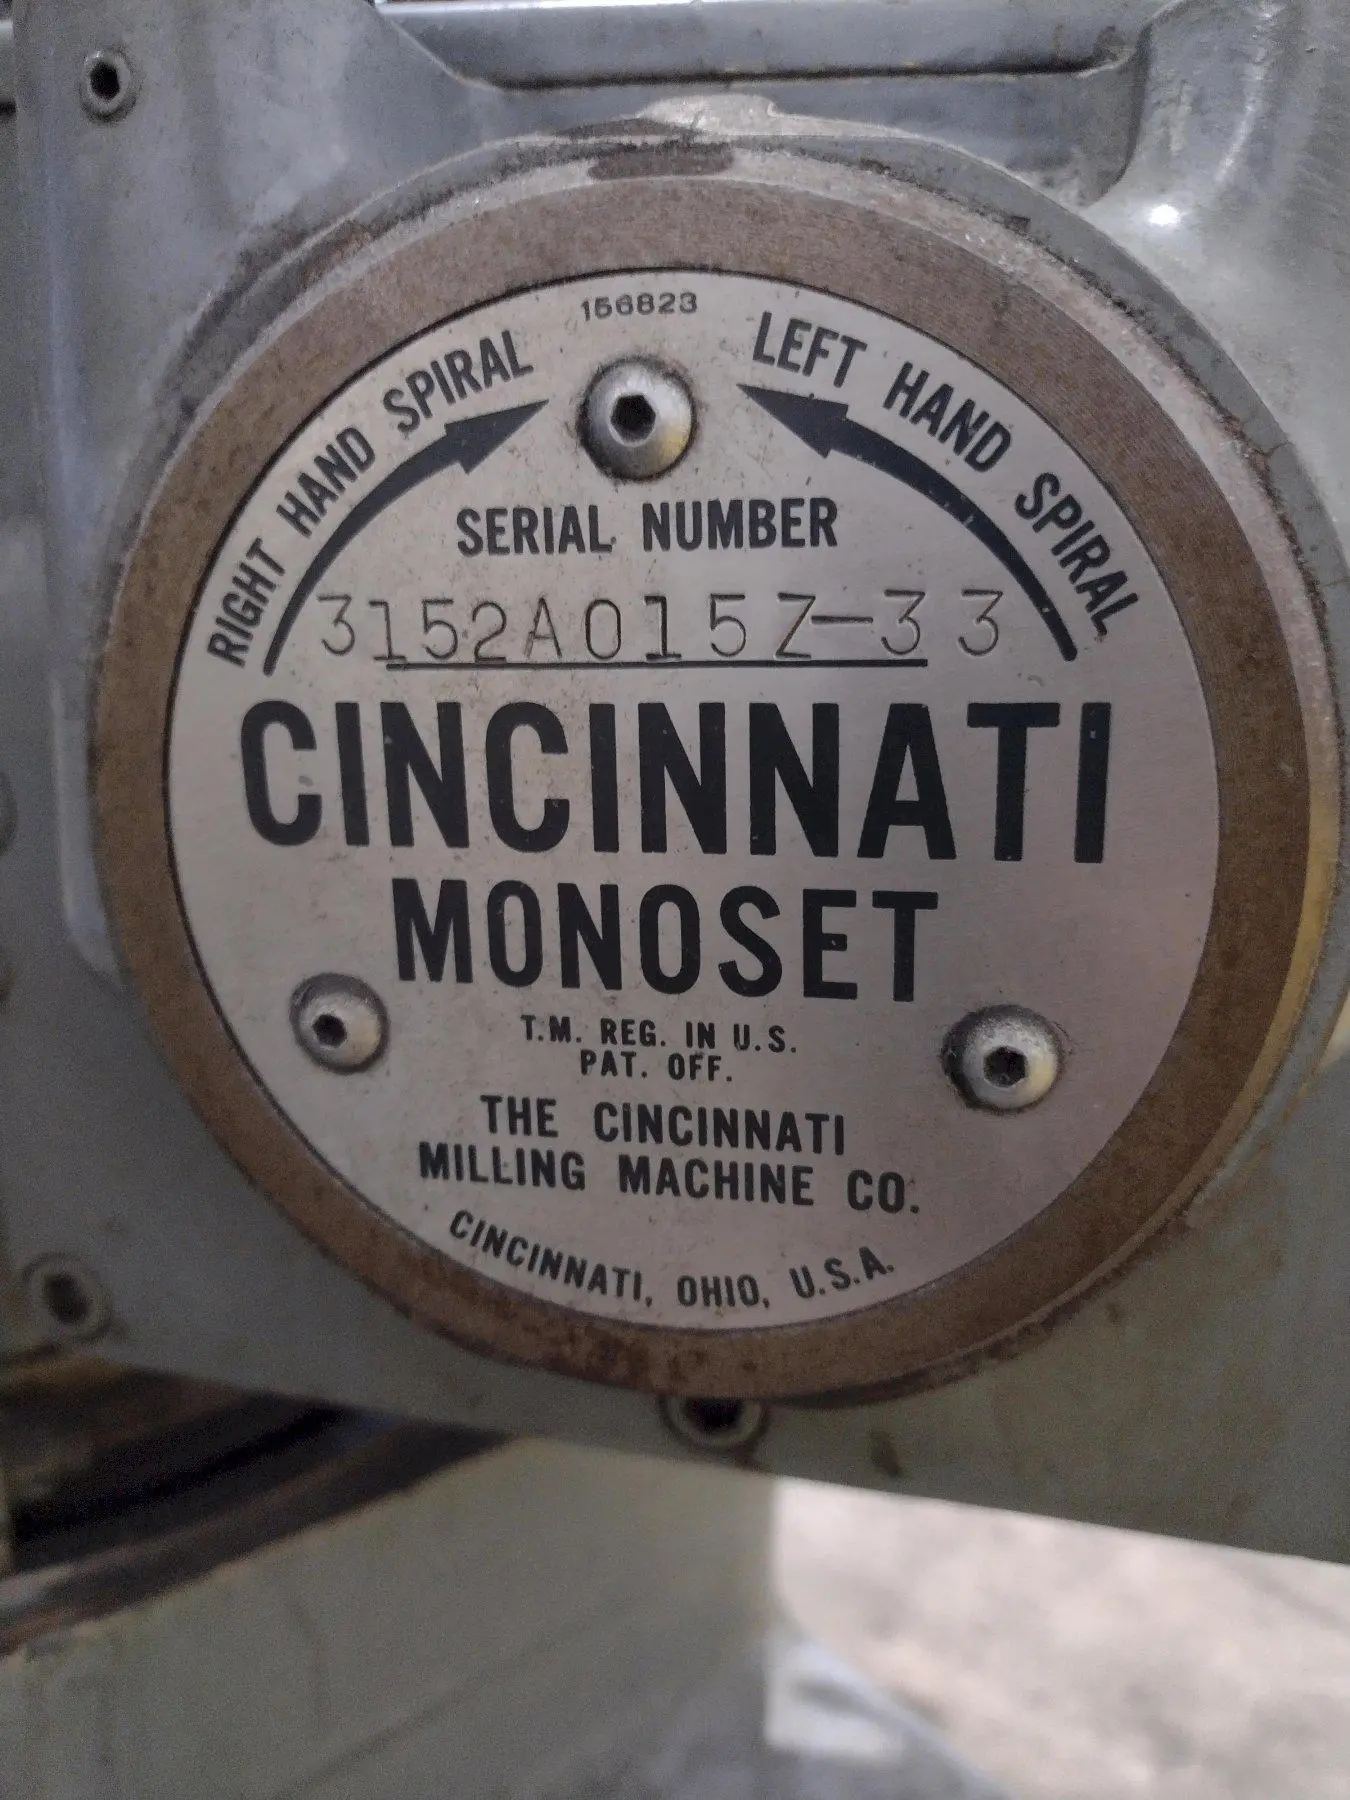 156823
RIGHT HAND SPIRAL
LEFT HAND SPIRAL
SERIAL NUMBER
3152A015Z-33
CINCINNATI
MONOSET
T.M. REG. IN U.S.
PAT. OFF.
THE CINCINNATI
MILLING MACHINE CO.
CINCINNATI, OHIO, U.S.A.